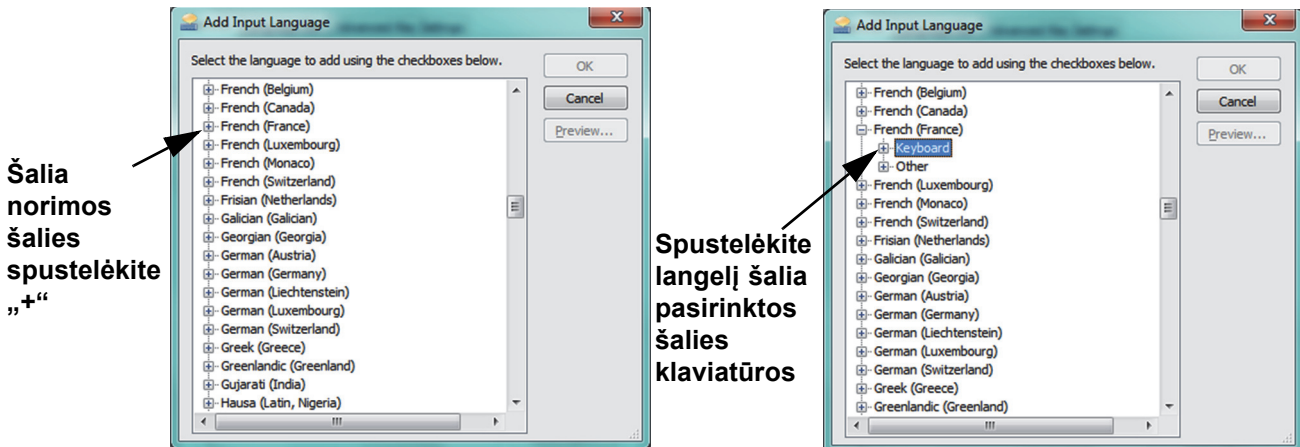 Šalia
norimos
šalies
spustelėkite
„+“
Add Input Language
Select the language to add using the checkboxes below.
French (Belgium)
French (Canada)
French (France)
French (Luxembourg)
French (Monaco)
French (Switzerland)
Frisian (Netherlands)
Galician (Galician)
Georgian (Georgia)
German (Austria)
German (Germany)
German (Liechtenstein)
German (Luxembourg)
German (Switzerland)
Greek (Greece)
Greenlandic (Greenland)
Gujarati (India)
Hausa (Latin, Nigeria)
OK
Cancel
Preview...
Spustelėkite
langelį šalia
pasirinktos
šalies
klaviatūros
Add Input Language
Select the language to add using the checkboxes below.
French (Belgium)
French (Canada)
French (France)
Keyboard
Other
French (Luxembourg)
French (Monaco)
French (Switzerland)
Frisian (Netherlands)
Galician (Galician)
Georgian (Georgia)
German (Austria)
German (Germany)
German (Liechtenstein)
German (Luxembourg)
German (Switzerland)
Greek (Greece)
Greenlandic (Greenland)
OK
Cancel
Preview...